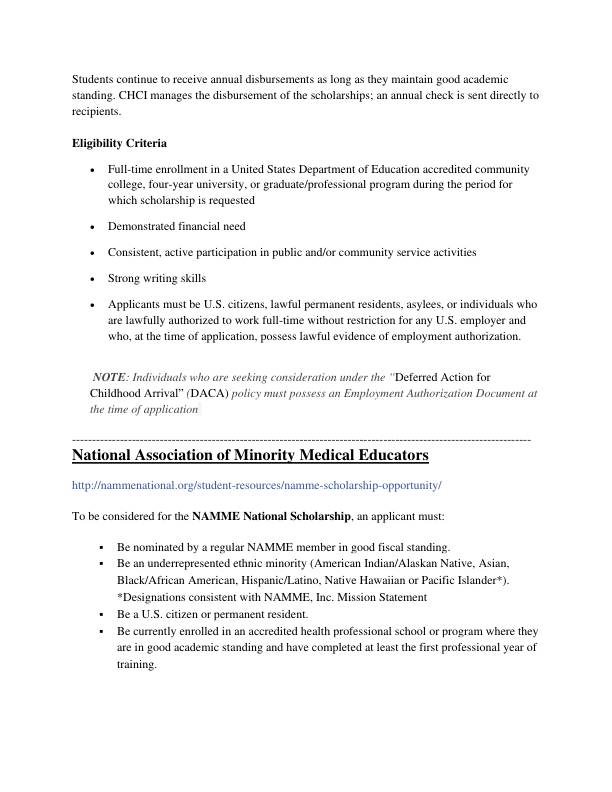 Students continue to receive annual disbursements as long as they maintain good academic
standing. CHCI manages the disbursement of the scholarships; an annual check is sent directly to
recipients.
Eligibility Criteria
• Full-time enrollment in a United States Department of Education accredited community
college, four-year university, or graduate/professional program during the period for
which scholarship is requested
• Demonstrated financial need
• Consistent, active participation in public and/or community service activities
• Strong writing skills
• Applicants must be U.S. citizens, lawful permanent residents, asylees, or individuals who
are lawfully authorized to work full-time without restriction for any U.S. employer and
who, at the time of application, possess lawful evidence of employment authorization.
NOTE: Individuals who are seeking consideration under the "Deferred Action for
Childhood Arrival” (DACA) policy must possess an Employment Authorization Document at
the time of application
-------------------------------------------------------------------------------------------------------------------
National Association of Minority Medical Educators
http://nammenational.org/student-resources/namme-scholarship-opportunity/
To be considered for the NAMME National Scholarship, an applicant must:
▪ Be nominated by a regular NAMME member in good fiscal standing.
▪ Be an underrepresented ethnic minority (American Indian/Alaskan Native, Asian,
Black/African American, Hispanic/Latino, Native Hawaiian or Pacific Islander*).
*Designations consistent with NAMME, Inc. Mission Statement
▪ Be a U.S. citizen or permanent resident.
▪ Be currently enrolled in an accredited health professional school or program where they
are in good academic standing and have completed at least the first professional year of
training.